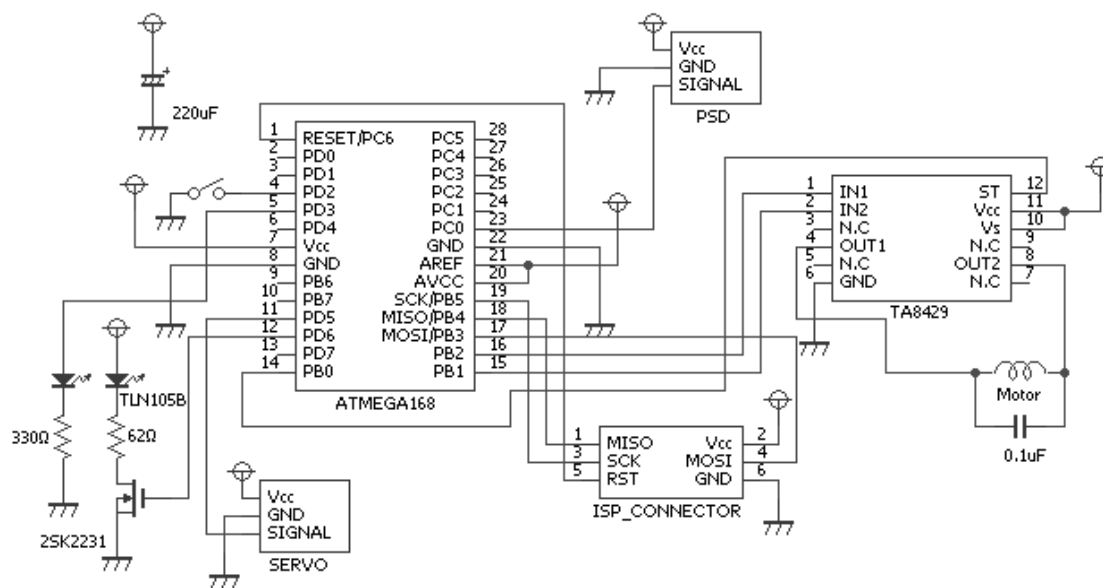 220uF
Vcc
GND
SIGNAL
PSD
1 RESET/PC6 PC5 28
2 PD0 PC4 27
3 PD1 PC3 26
4 PD2 PC2 25
5 PD3 PC1 24
6 PD4 PC0 23
7 Vcc GND 22
8 GND AREF 21
9 PB6 AVCC 20
10 PB7 SCK/PB5 19
11 PD5 MISO/PB4 18
12 PD6 MOSI/PB3 17
13 PD7 PB2 16
14 PB0 PB1 15
ATMEGA168
1 IN1 ST 12
2 IN2 Vcc 11
3 N.C Vs 10
4 OUT1 N.C 9
5 N.C OUT2 8
6 GND N.C 7
TA8429
Motor
0.1uF
TLN105B
330Ω
62Ω
2SK2231
Vcc
GND
SIGNAL
SERVO
1 MISO Vcc 2
3 SCK MOSI 4
5 RST GND 6
ISP_CONNECTOR